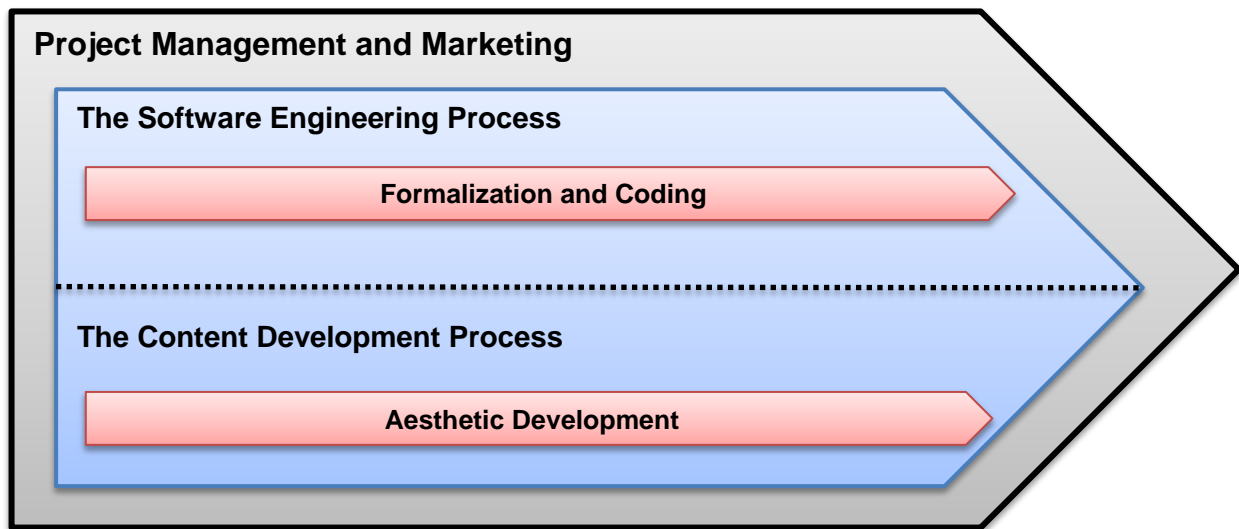 Project Management and Marketing
The Software Engineering Process
Formalization and Coding
The Content Development Process
Aesthetic Development